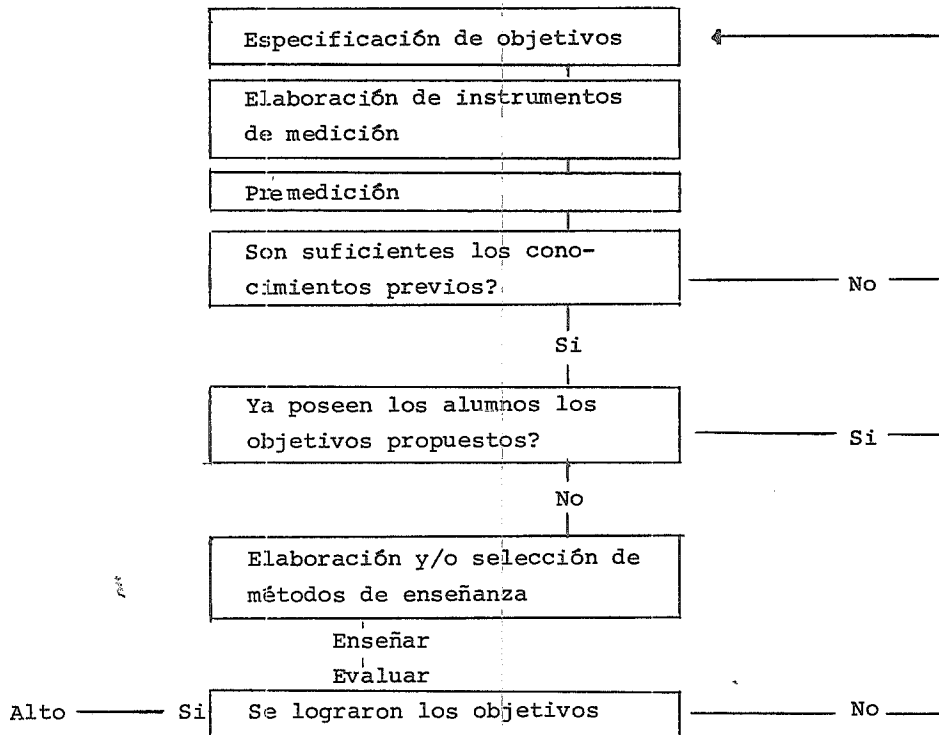 Especificación de objetivos
Elaboración de instrumentos
de medición
Premedición
Son suficientes los cono-
cimientos previos?
No
Si
Ya poseen los alumnos los
objetivos propuestos?
Si
No
Elaboración y/o selección de
métodos de enseñanza
Enseñar
Evaluar
Alto Si Se lograron los objetivos No